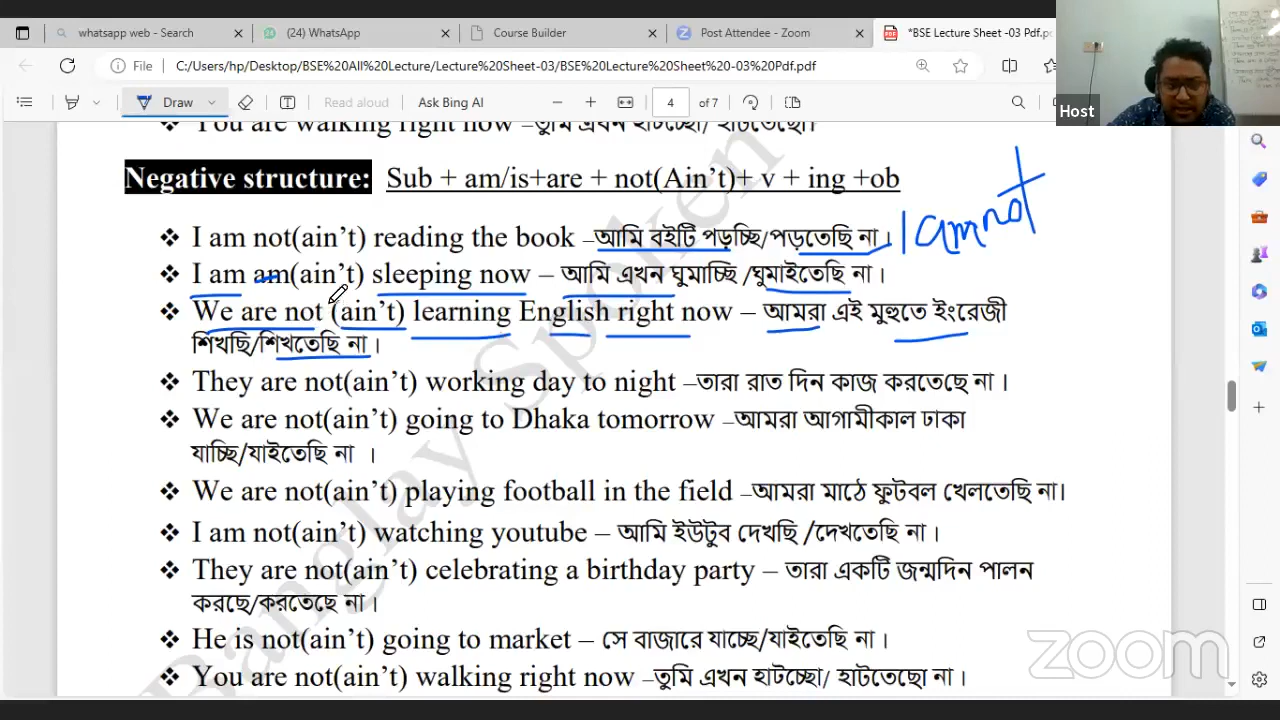 whatsapp web - Search
(24) WhatsApp
Course Builder
Post Attendee - Zoom
*BSE Lecture Sheet -03 Pdf.pd
File
C:/Users/hp/Desktop/BSE%20All%20Lecture/Lecture%20Sheet-03/BSE%20Lecture%20Sheet%20-03%20Pdf.pdf
Draw
Read aloud
Ask Bing AI
4 of 7
Host
You are walking right now –তুমি এখন হাটচ্ছো/ হাটতেছো।
Negative structure: Sub + am/is+are + not(Ain’t)+ v + ing +ob
I am not(ain’t) reading the book –আমি বইটি পড়চ্ছি/পড়তেছি না।
I am not
I am am(ain’t) sleeping now – আমি এখন ঘুমাচ্ছি /ঘুমাইতেছি না।
We are not (ain’t) learning English right now – আমরা এই মুহুতে ইংরেজী
শিখছি/শিখতেছি না।
They are not(ain’t) working day to night –তারা রাত দিন কাজ করতেছে না।
We are not(ain’t) going to Dhaka tomorrow –আমরা আগামীকাল ঢাকা
যাচ্ছি/যাইতেছি না ।
We are not(ain’t) playing football in the field –আমরা মাঠে ফুটবল খেলতেছি না।
I am not(ain’t) watching youtube – আমি ইউটুব দেখছি /দেখতেছি না।
They are not(ain’t) celebrating a birthday party – তারা একটি জন্মদিন পালন
করছে/করতেছে না।
He is not(ain’t) going to market – সে বাজারে যাচ্ছে/যাইতেছি না।
You are not(ain’t) walking right now –তুমি এখন হাটচ্ছো/ হাটতেছো না।
Banglay Spoken
zoom